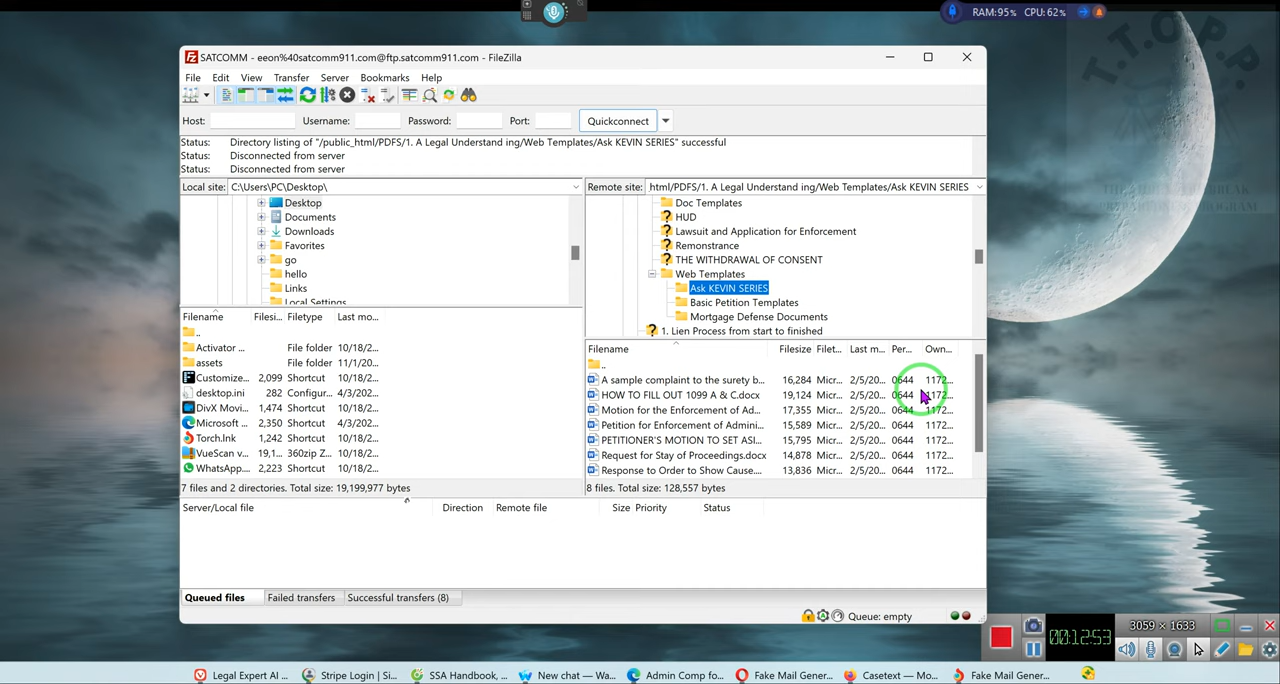 RAM:95% CPU:62%
T.T.O.P.P.
SATCOMM - eeon%40satcomm911.com@ftp.satcomm911.com - FileZilla
File Edit View Transfer Server Bookmarks Help
Host: Username: Password: Port: Quickconnect
Status: Directory listing of "/public_html/PDFS/1. A Legal Understand ing/Web Templates/Ask KEVIN SERIES" successful
Status: Disconnected from server
Status: Disconnected from server
Local site: C:\Users\PC\Desktop\
Desktop
Documents
Downloads
Favorites
go
hello
Links
Local Settings
Remote site: html/PDFS/1. A Legal Understand ing/Web Templates/Ask KEVIN SERIES
Doc Templates
HUD
Lawsuit and Application for Enforcement
Remonstrance
THE WITHDRAWAL OF CONSENT
Web Templates
Ask KEVIN SERIES
Basic Petition Templates
Mortgage Defense Documents
1. Lien Process from start to finished
Filename Filesi... Filetype Last mo...
..
Activator ... File folder 10/18/2...
assets File folder 11/1/20...
Customize... 2,099 Shortcut 10/18/2...
desktop.ini 282 Configur... 4/3/202...
DivX Movi... 1,474 Shortcut 10/18/2...
Microsoft ... 2,350 Shortcut 4/3/202...
Torch.lnk 1,242 Shortcut 10/18/2...
VueScan v... 19,1... 360zip Z... 10/18/2...
WhatsApp... 2,223 Shortcut 10/18/2...
7 files and 2 directories. Total size: 19,199,977 bytes
Filename Filesize Filet... Last m... Per... Own...
..
A sample complaint to the surety b... 16,284 Micr... 2/5/20... 0644 1172...
HOW TO FILL OUT 1099 A & C.docx 19,124 Micr... 2/5/20... 0644 1172...
Motion for the Enforcement of Ad... 17,355 Micr... 2/5/20... 0644 1172...
Petition for Enforcement of Admini... 15,589 Micr... 2/5/20... 0644 1172...
PETITIONER'S MOTION TO SET ASI... 15,795 Micr... 2/5/20... 0644 1172...
Request for Stay of Proceedings.docx 14,878 Micr... 2/5/20... 0644 1172...
Response to Order to Show Cause.... 13,836 Micr... 2/5/20... 0644 1172...
8 files. Total size: 128,557 bytes
Server/Local file Direction Remote file Size Priority Status
Queued files Failed transfers Successful transfers (8)
Queue: empty
3059 × 1633
00:12:53
Legal Expert AI ... Stripe Login | Si... SSA Handbook, ... New chat — Wa... Admin Comp fo... Fake Mail Gener... Casetext — Mo... Fake Mail Gener...